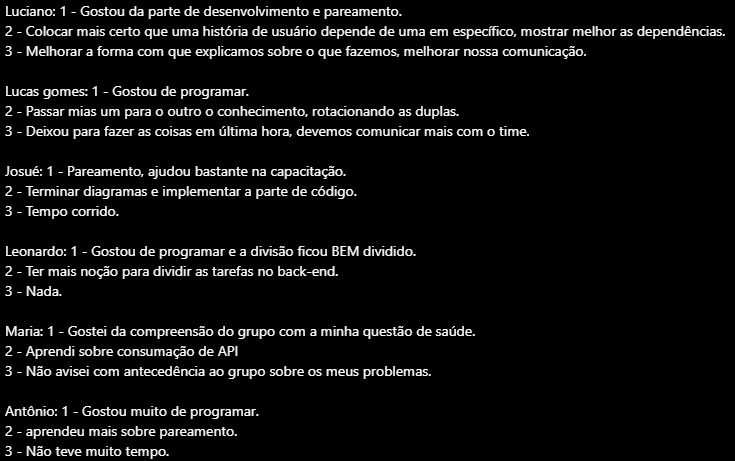 Luciano: 1 - Gostou da parte de desenvolvimento e pareamento.
2 - Colocar mais certo que uma história de usuário depende de uma em específico, mostrar melhor as dependências.
3 - Melhorar a forma com que explicamos sobre o que fazemos, melhorar nossa comunicação.
Lucas gomes: 1 - Gostou de programar.
2 - Passar mias um para o outro o conhecimento, rotacionando as duplas.
3 - Deixou para fazer as coisas em última hora, devemos comunicar mais com o time.
Josué: 1 - Pareamento, ajudou bastante na capacitação.
2 - Terminar diagramas e implementar a parte de código.
3 - Tempo corrido.
Leonardo: 1 - Gostou de programar e a divisão ficou BEM dividido.
2 - Ter mais noção para dividir as tarefas no back-end.
3 - Nada.
Maria: 1 - Gostei da compreensão do grupo com a minha questão de saúde.
2 - Aprendi sobre consumação de API
3 - Não avisei com antecedência ao grupo sobre os meus problemas.
Antônio: 1 - Gostou muito de programar.
2 - aprendeu mais sobre pareamento.
3 - Não teve muito tempo.